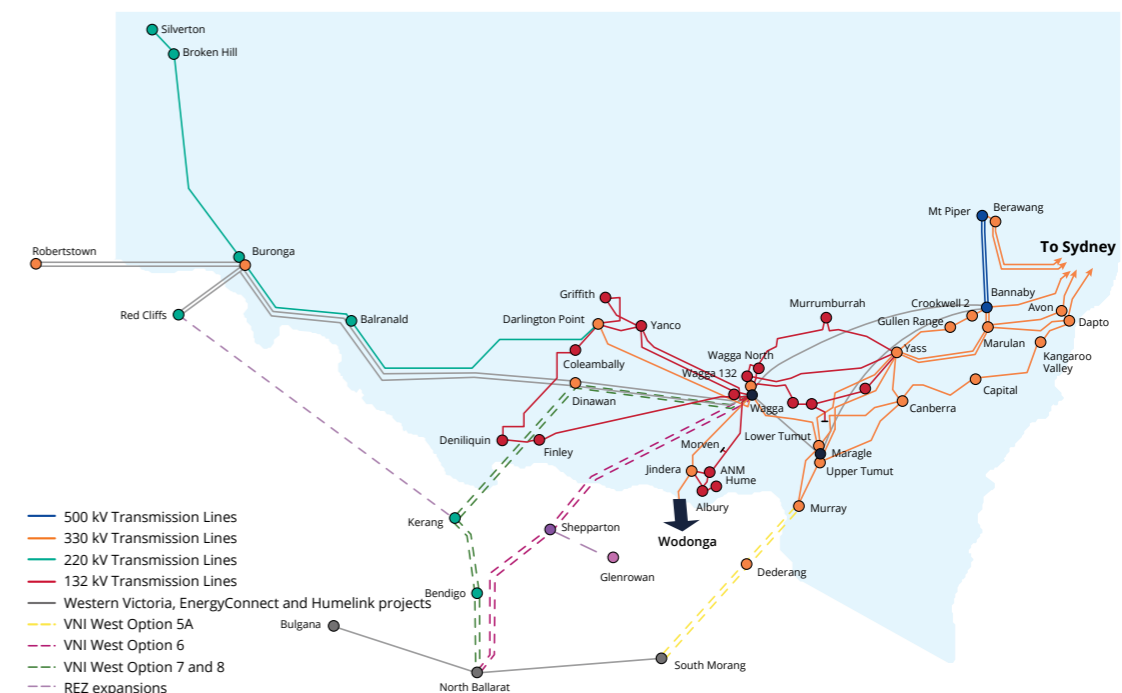 Silverton
Broken Hill
Mt Piper
Berawang
To Sydney
Robertstown
Buronga
Griffith
Bannaby
Murrumburrah
Crookwell 2
Avon
Red Cliffs
Balranald
Darlington Point
Yanco
Gullen Range
Dapto
Marulan
Yass
Wagga North
Coleambally
Kangaroo
Valley
Wagga 132
Capital
Dinawan
Wagga
Canberra
Lower Tumut
Deniliquin
Morven
Finley
Maragle
Jindera
ANM
Upper Tumut
Hume
Albury
Murray
500 kV Transmission Lines
Kerang
Shepparton
330 kV Transmission Lines
Wodonga
220 kV Transmission Lines
Glenrowan
Dederang
132 kV Transmission Lines
Bendigo
Western Victoria, EnergyConnect and Humelink projects
Bulgana
VNI West Option 5A
VNI West Option 6
South Morang
VNI West Option 7 and 8
North Ballarat
REZ expansions